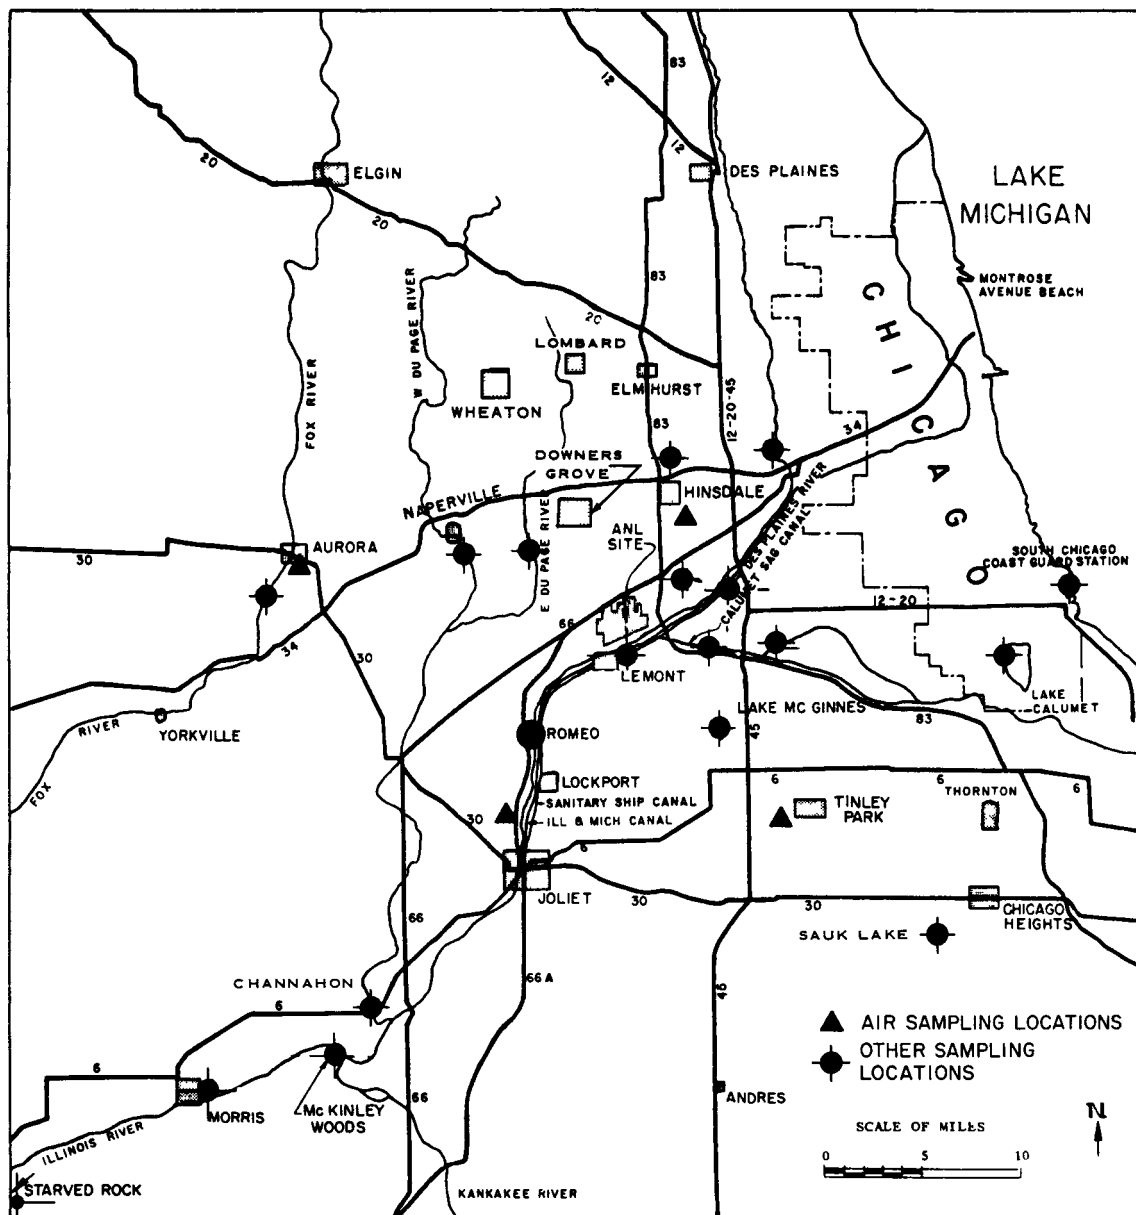 83
12
20
12
ELGIN
DES PLAINES
LAKE
MICHIGAN
20
83
MONTROSE
AVENUE BEACH
CHICAGO
W DU PAGE RIVER
20
LOMBARD
FOX RIVER
WHEATON
ELMHURST
12-20-45
83
34
DOWNERS
GROVE
NAPERVILLE
HINSDALE
DES PLAINES RIVER
CALUMET SAG CANAL
E DU PAGE RIVER
ANL
SITE
30
AURORA
SOUTH CHICAGO
COAST GUARD STATION
12-20
66
34
30
LEMONT
LAKE
CALUMET
RIVER
FOX
YORKVILLE
LAKE MC GINNES
83
45
ROMEO
LOCKPORT
6
6
6
SANITARY SHIP CANAL
ILL & MICH CANAL
TINLEY
PARK
THORNTON
30
6
JOLIET
30
30
CHICAGO
HEIGHTS
66
SAUK LAKE
66A
CHANNAHON
6
45
AIR SAMPLING LOCATIONS
OTHER SAMPLING
LOCATIONS
6
66
MORRIS
Mc KINLEY
WOODS
ANDRES
ILLINOIS RIVER
SCALE OF MILES
0 5 10
N
STARVED ROCK
KANKAKEE RIVER